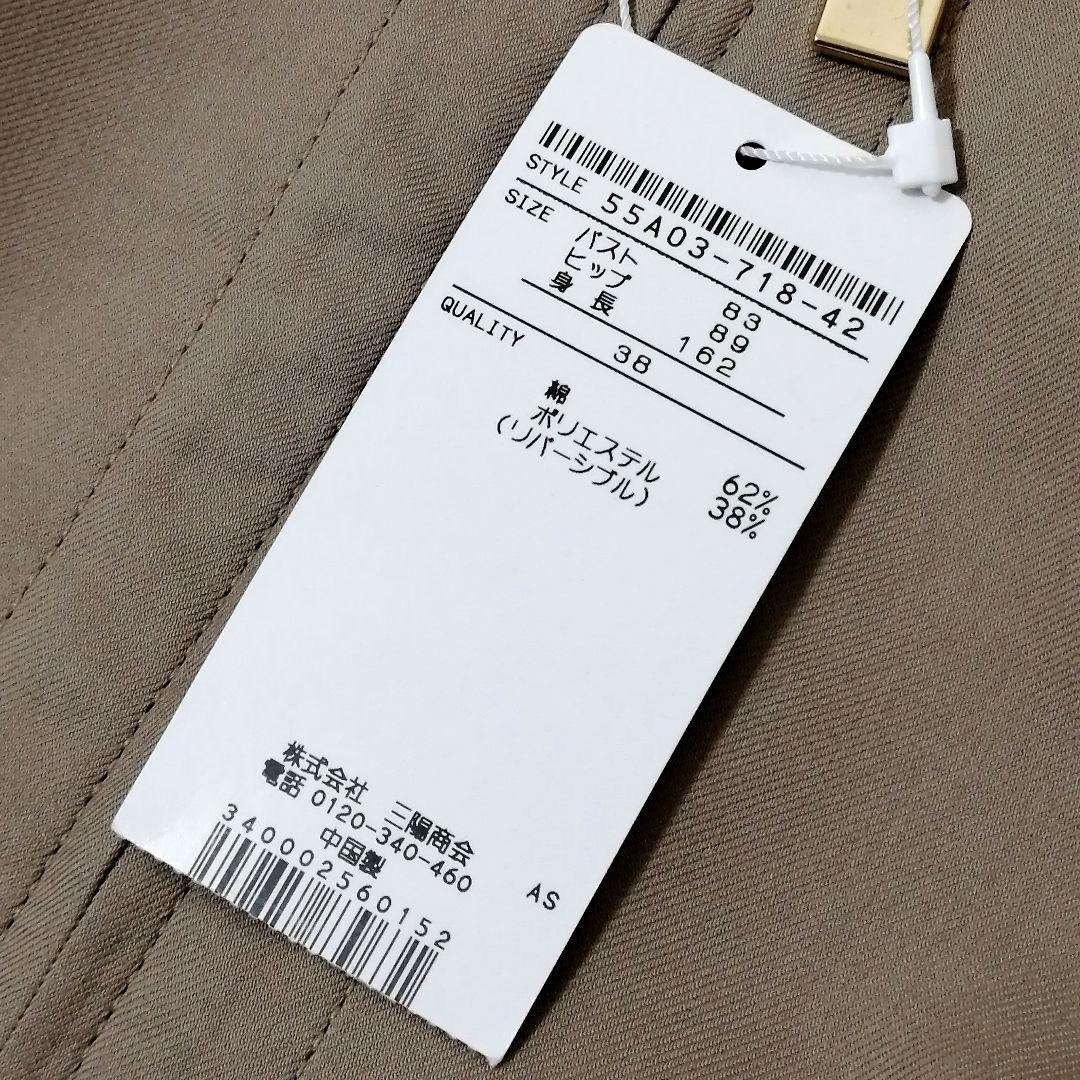 STYLE 55A03-718-42
SIZE バスト 83
ヒップ 89
身長 162
38
QUALITY
綿 62%
ポリエステル 38%
(リバーシブル)
株式会社 三陽商会
電話 0120-340-460
中国製 AS
3400002560152